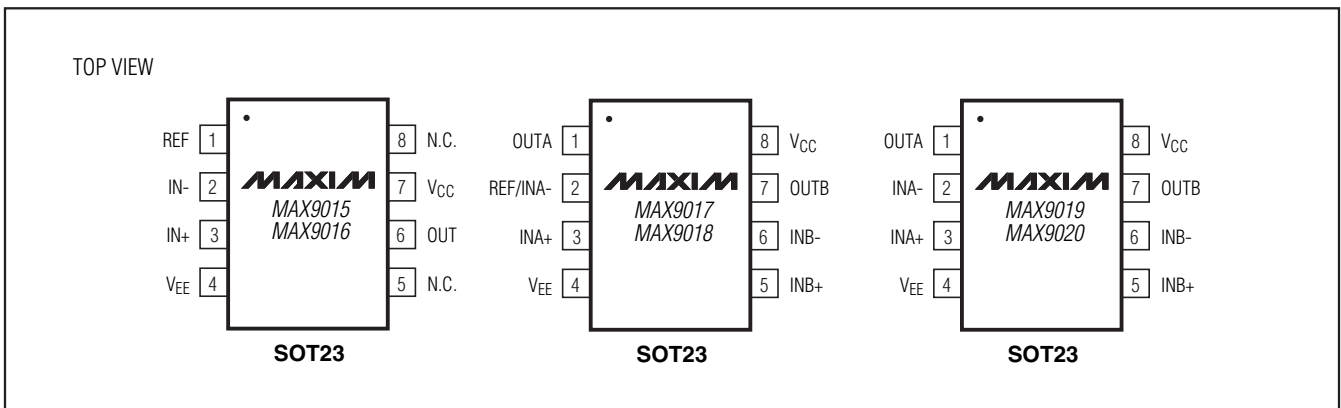 TOP VIEW
REF 1
IN- 2
IN+ 3
VEE 4
8 N.C.
7 VCC
6 OUT
5 N.C.
MAXIM
MAX9015
MAX9016
SOT23
OUTA 1
REF/INA- 2
INA+ 3
VEE 4
8 VCC
7 OUTB
6 INB-
5 INB+
MAXIM
MAX9017
MAX9018
SOT23
OUTA 1
INA- 2
INA+ 3
VEE 4
8 VCC
7 OUTB
6 INB-
5 INB+
MAXIM
MAX9019
MAX9020
SOT23